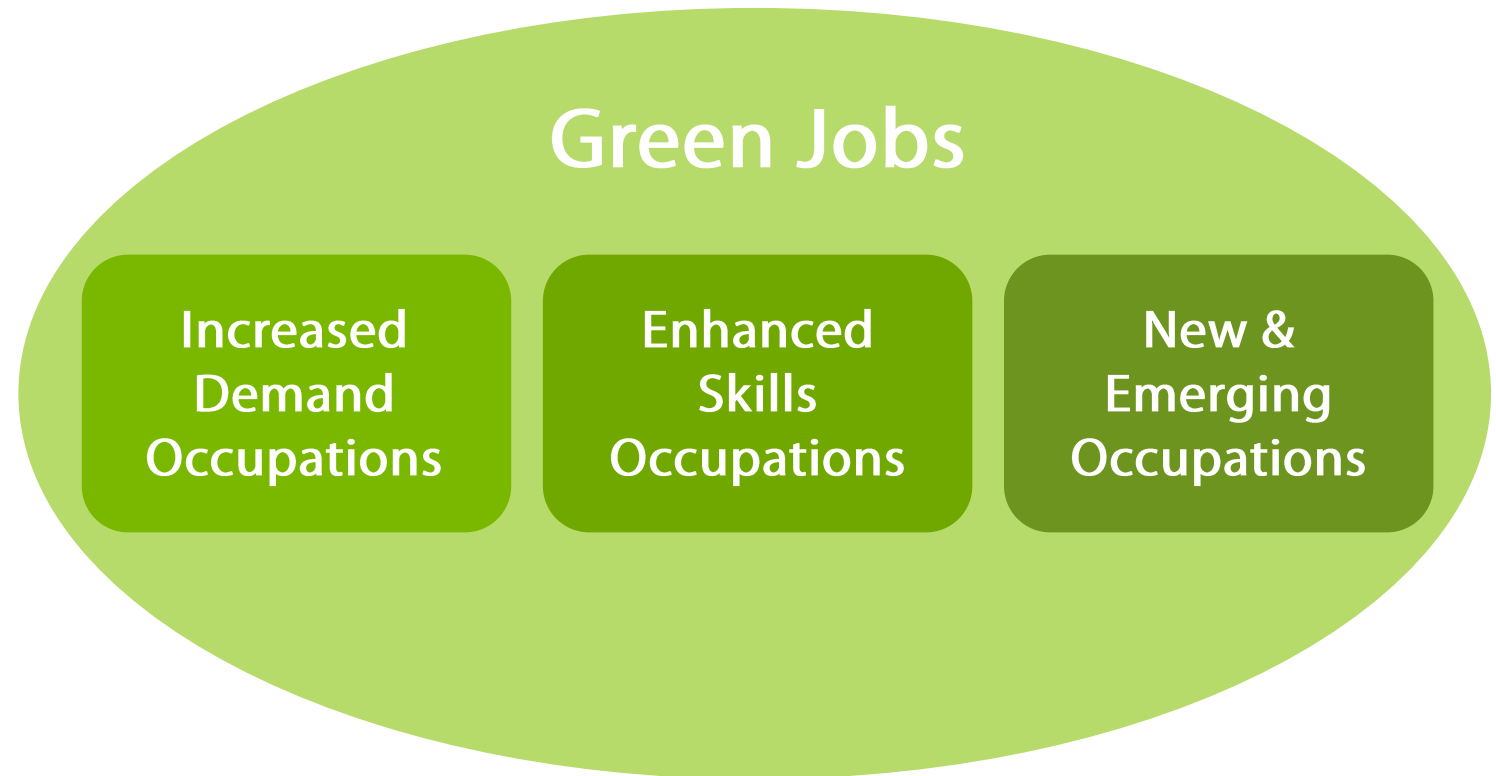 Green Jobs
Increased
Demand
Occupations
Enhanced
Skills
Occupations
New &
Emerging
Occupations